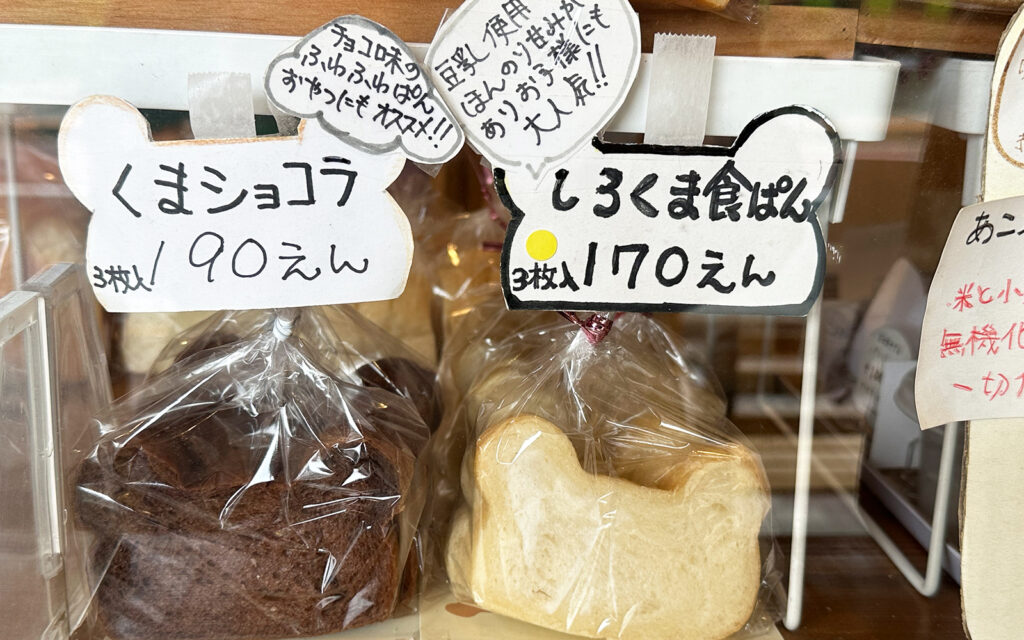 チョコ味の
ふわふわぱん
おやつにもオススメ!!
くまショコラ
3枚入 190えん
豆乳使用
ほんのり甘みが
ありお子様にも
大人気!!
しろくま食ぱん
3枚入 170えん
あこ
米と小
無機化
一切